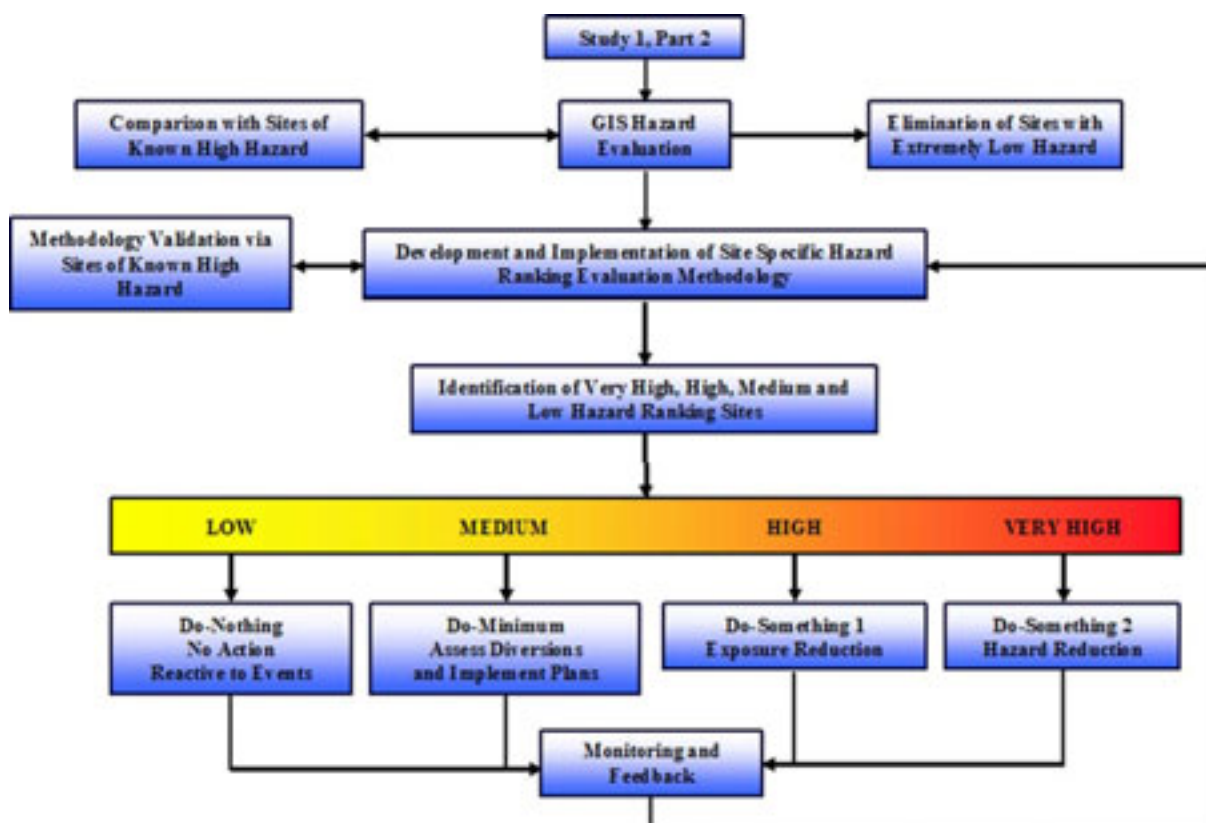 Study 1, Part 2
Comparison with Sites of
Known High Hazard
GIS Hazard
Evaluation
Elimination of Sites with
Extremely Low Hazard
Methodology Validation via
Sites of Known High
Hazard
Development and Implementation of Site Specific Hazard
Ranking Evaluation Methodology
Identification of Very High, High, Medium and
Low Hazard Ranking Sites
LOW
MEDIUM
HIGH
VERY HIGH
Do-Nothing
No Action
Reactive to Events
Do-Minimum
Assess Diversions
and Implement Plans
Do-Something 1
Exposure Reduction
Do-Something 2
Hazard Reduction
Monitoring and
Feedback